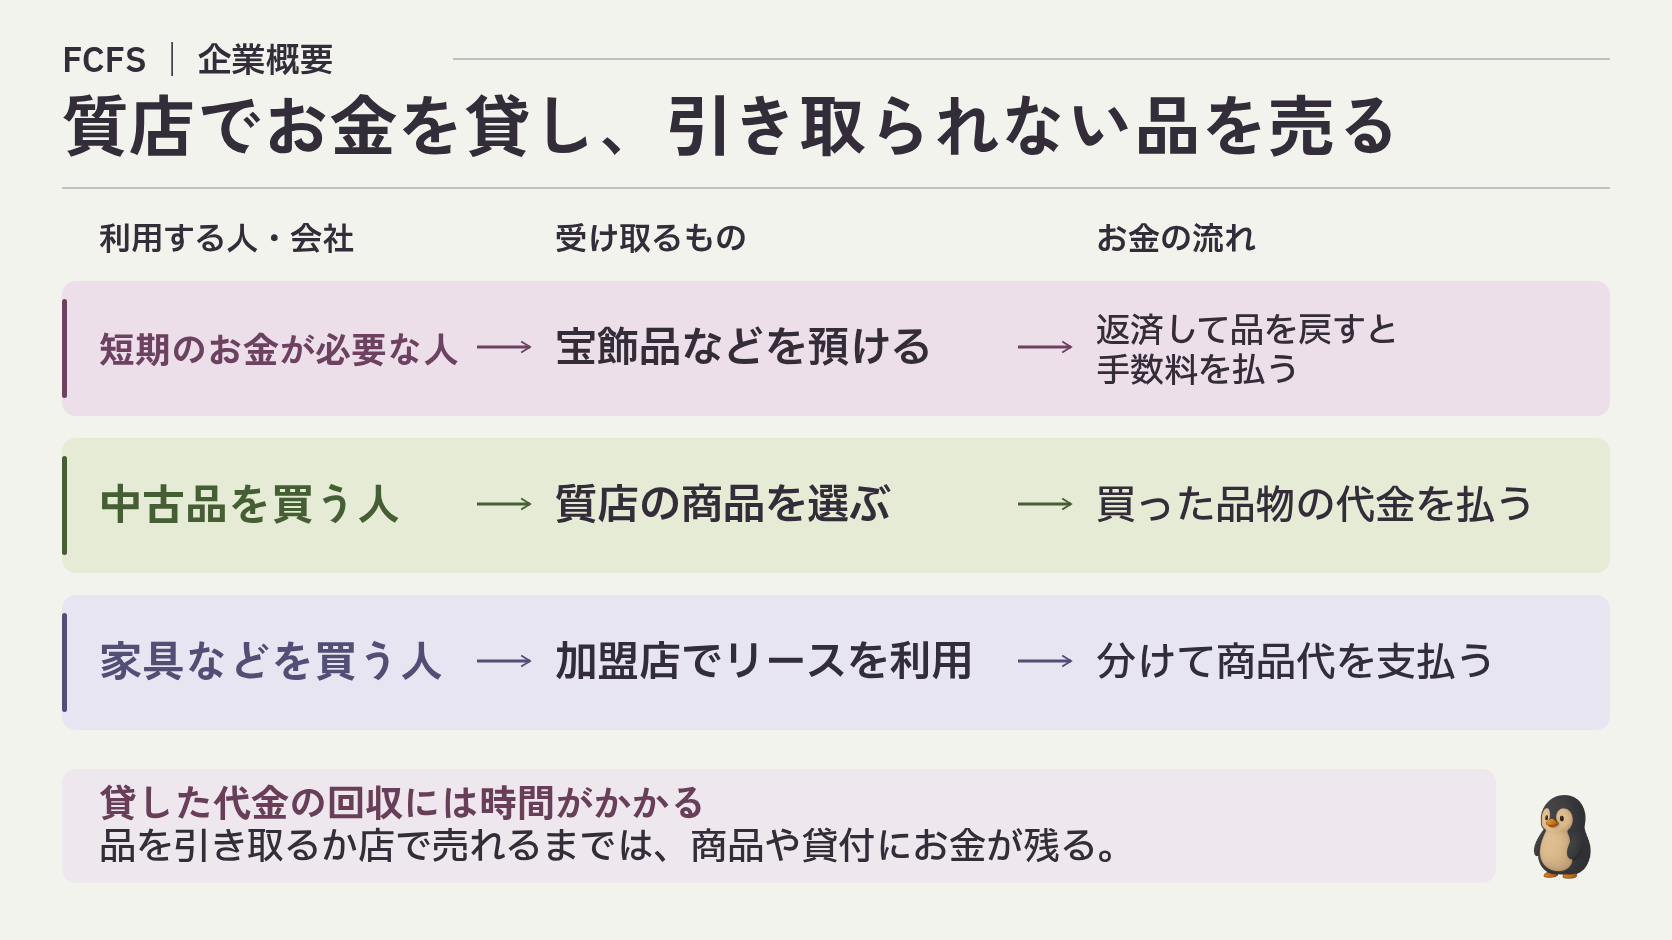 FCFS｜企業概要
質店でお金を貸し、引き取られない品を売る
利用する人・会社 受け取るもの お金の流れ
短期のお金が必要な人 → 宝飾品などを預ける → 返済して品を戻すと
手数料を払う
中古品を買う人 → 質店の商品を選ぶ → 買った品物の代金を払う
家具などを買う人 → 加盟店でリースを利用 → 分けて商品代を支払う
貸した代金の回収には時間がかかる
品を引き取るか店で売れるまでは、商品や貸付にお金が残る。